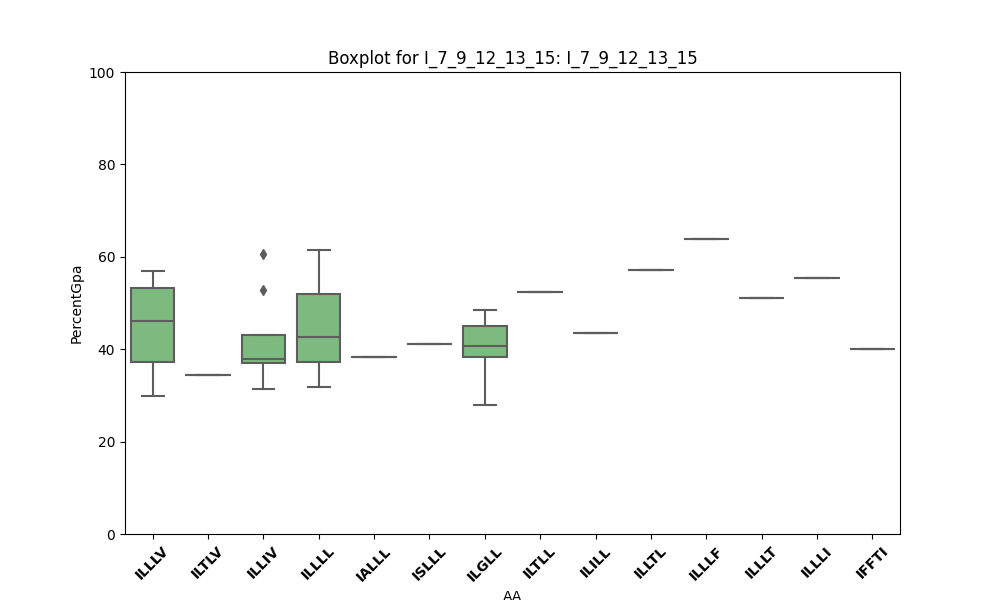 Boxplot for I_7_9_12_13_15: I_7_9_12_13_15
100
80
60
40
20
0
PercentGpa
ILLLV
ILTLV
ILLIV
ILLLL
IALLL
ISLLL
ILGLL
ILTLL
ILILL
ILLTL
ILLLF
ILLLT
ILLLI
IFFTI
AA